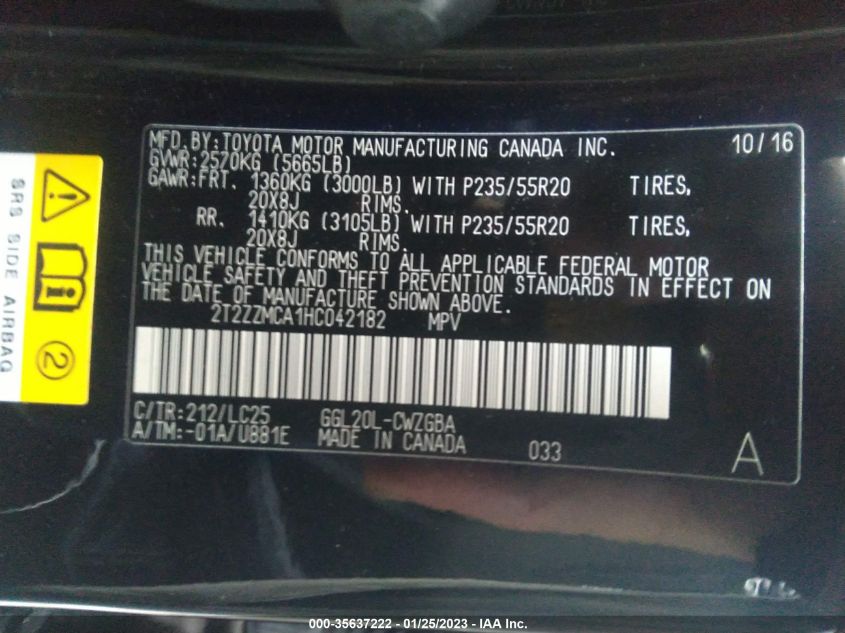 MFD. BY: TOYOTA MOTOR MANUFACTURING CANADA INC. 10/16
GVWR: 2570KG (5665LB)
GAWR: FRT. 1360KG (3000LB) WITH P235/55R20 TIRES,
20X8J RIMS.
RR. 1410KG (3105LB) WITH P235/55R20 TIRES,
20X8J RIMS.
THIS VEHICLE CONFORMS TO ALL APPLICABLE FEDERAL MOTOR
VEHICLE SAFETY AND THEFT PREVENTION STANDARDS IN EFFECT ON
THE DATE OF MANUFACTURE SHOWN ABOVE.
2T2ZZMCA1HC042182 MPV
C/TR: 212/LC25 GGL20L-CWZGBA
A/TM: -01A/U881E MADE IN CANADA 033
A
SRS SIDE AIRBAG
2
000-35637222 - 01/25/2023 - IAA Inc.